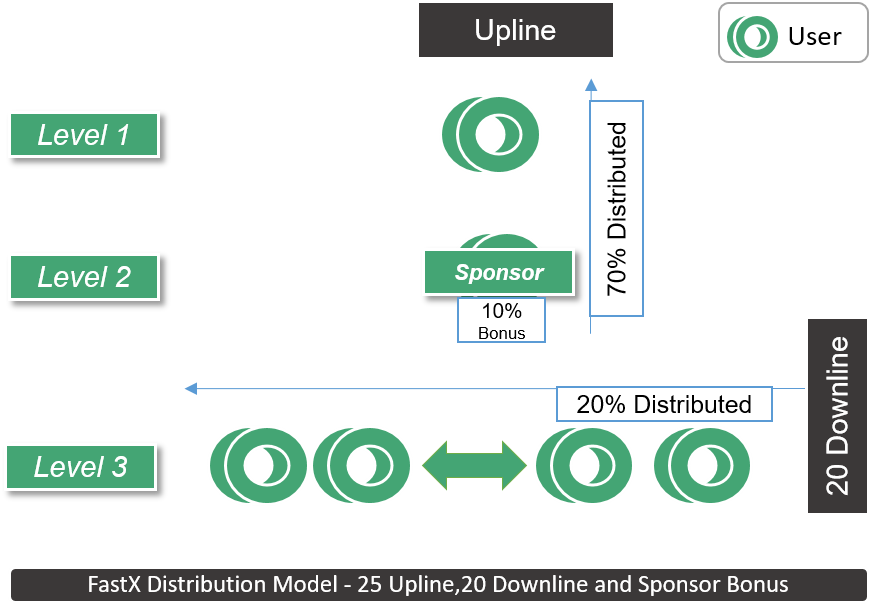 Upline
User
Level 1
70% Distributed
Level 2
Sponsor
10%
Bonus
20% Distributed
20 Downline
Level 3
FastX Distribution Model - 25 Upline,20 Downline and Sponsor Bonus